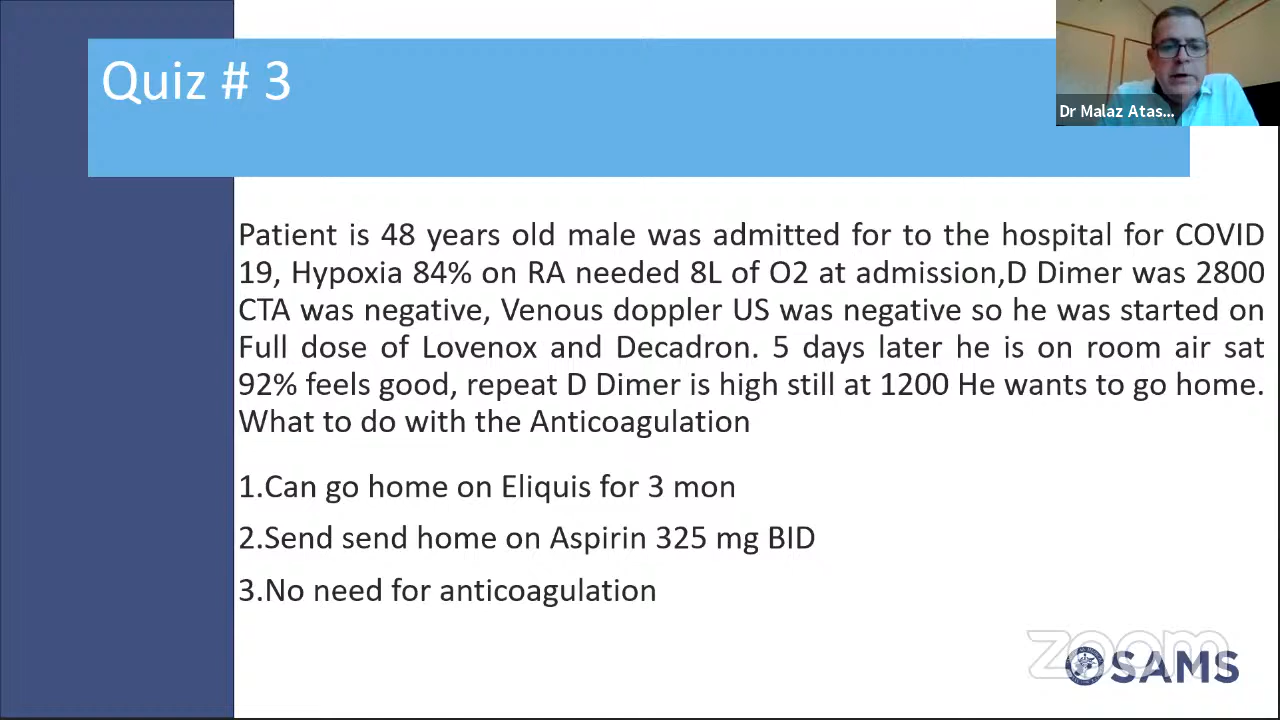 Quiz # 3
Dr Malaz Atas...
Patient is 48 years old male was admitted for to the hospital for COVID
19, Hypoxia 84% on RA needed 8L of O2 at admission,D Dimer was 2800
CTA was negative, Venous doppler US was negative so he was started on
Full dose of Lovenox and Decadron. 5 days later he is on room air sat
92% feels good, repeat D Dimer is high still at 1200 He wants to go home.
What to do with the Anticoagulation
1.Can go home on Eliquis for 3 mon
2.Send send home on Aspirin 325 mg BID
3.No need for anticoagulation
zoom
SAMS